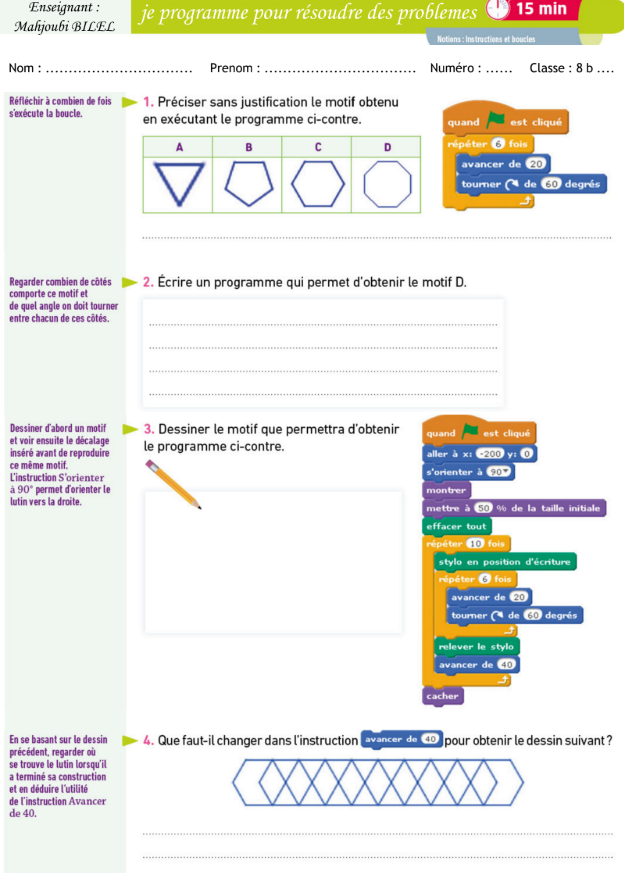 Enseignant :
Mahjoubi BILEL
je programme pour résoudre des problemes
15 min
Notions : Instructions et boucles
Nom : ................................ Prenom : ................................. Numéro : ...... Classe : 8 b ....
Réfléchir à combien de fois
s'exécute la boucle.
1. Préciser sans justification le motif obtenu
en exécutant le programme ci-contre.
A B C D
quand est cliqué
répéter 6 fois
avancer de 20
tourner de 60 degrés
Regarder combien de côtés
comporte ce motif et
de quel angle on doit tourner
entre chacun de ces côtés.
2. Écrire un programme qui permet d'obtenir le motif D.
Dessiner d'abord un motif
et voir ensuite le décalage
inséré avant de reproduire
ce même motif.
L'instruction S'orienter
à 90° permet d'orienter le
lutin vers la droite.
3. Dessiner le motif que permettra d'obtenir
le programme ci-contre.
quand est cliqué
aller à x: -200 y: 0
s'orienter à 90
montrer
mettre à 50 % de la taille initiale
effacer tout
répéter 10 fois
stylo en position d'écriture
répéter 6 fois
avancer de 20
tourner de 60 degrés
relever le stylo
avancer de 40
cacher
En se basant sur le dessin
précédent, regarder où
se trouve le lutin lorsqu'il
a terminé sa construction
et en déduire l'utilité
de l'instruction Avancer
de 40.
4. Que faut-il changer dans l'instruction avancer de 40 pour obtenir le dessin suivant ?